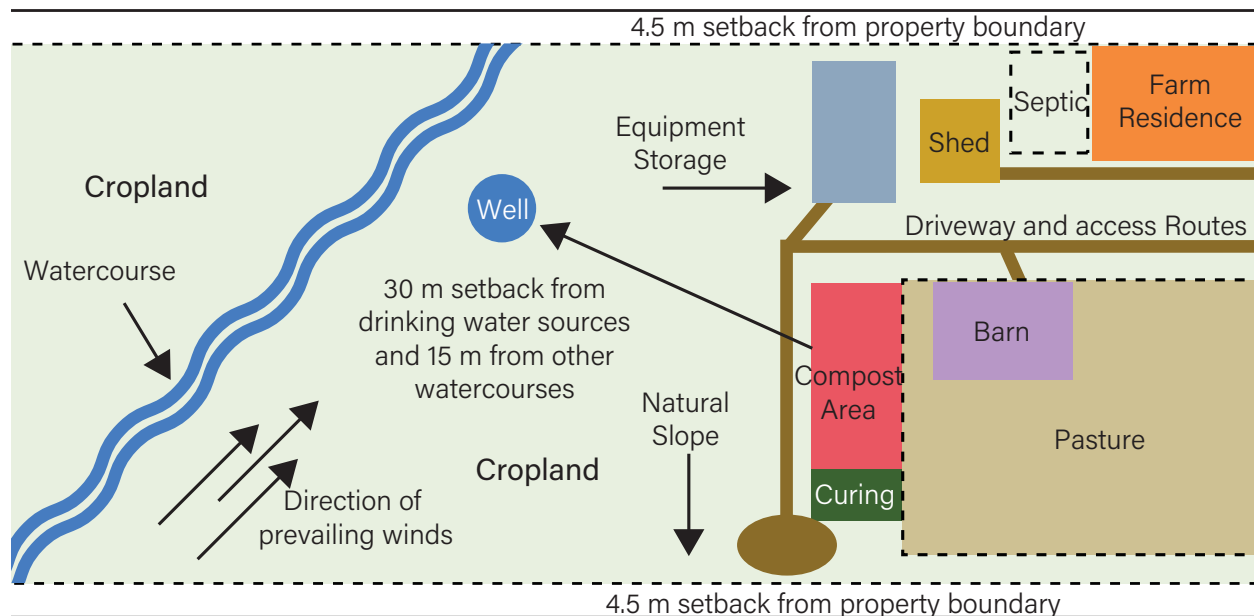 4.5 m setback from property boundary
Septic
Farm
Residence
Equipment
Storage
Shed
Cropland
Well
Driveway and access Routes
Watercourse
30 m setback from
drinking water sources
and 15 m from other
watercourses
Barn
Compost
Area
Natural
Slope
Pasture
Cropland
Curing
Direction of
prevailing winds
4.5 m setback from property boundary